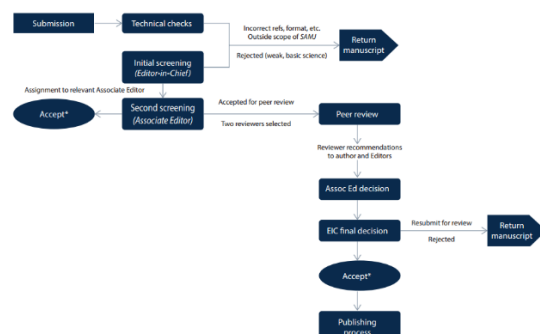 Submission
Technical checks
Incorrect refs, format, etc.
Outside scope of SAMJ
Rejected (weak, basic science)
Return
manuscript
Initial screening
(Editor-in-Chief)
Assignment to relevant Associate Editor
Accept*
Second screening
(Associate Editor)
Accepted for peer review
Two reviewers selected
Peer review
Reviewer recommendations
to author and Editors
Assoc Ed decision
EIC final decision
Resubmit for review
Rejected
Return
manuscript
Accept*
Publishing
process